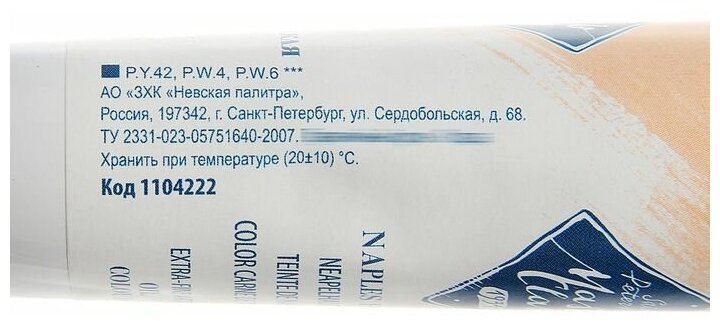 P.Y.42, P.W.4, P.W.6 ***
АО «ЗХК «Невская палитра»,
Россия, 197342, г. Санкт-Петербург, ул. Сердобольская, д. 68.
ТУ 2331-023-05751640-2007.
Хранить при температуре (20±10) °С.
Код 1104222
NAPLES
TEINTE
COLOR